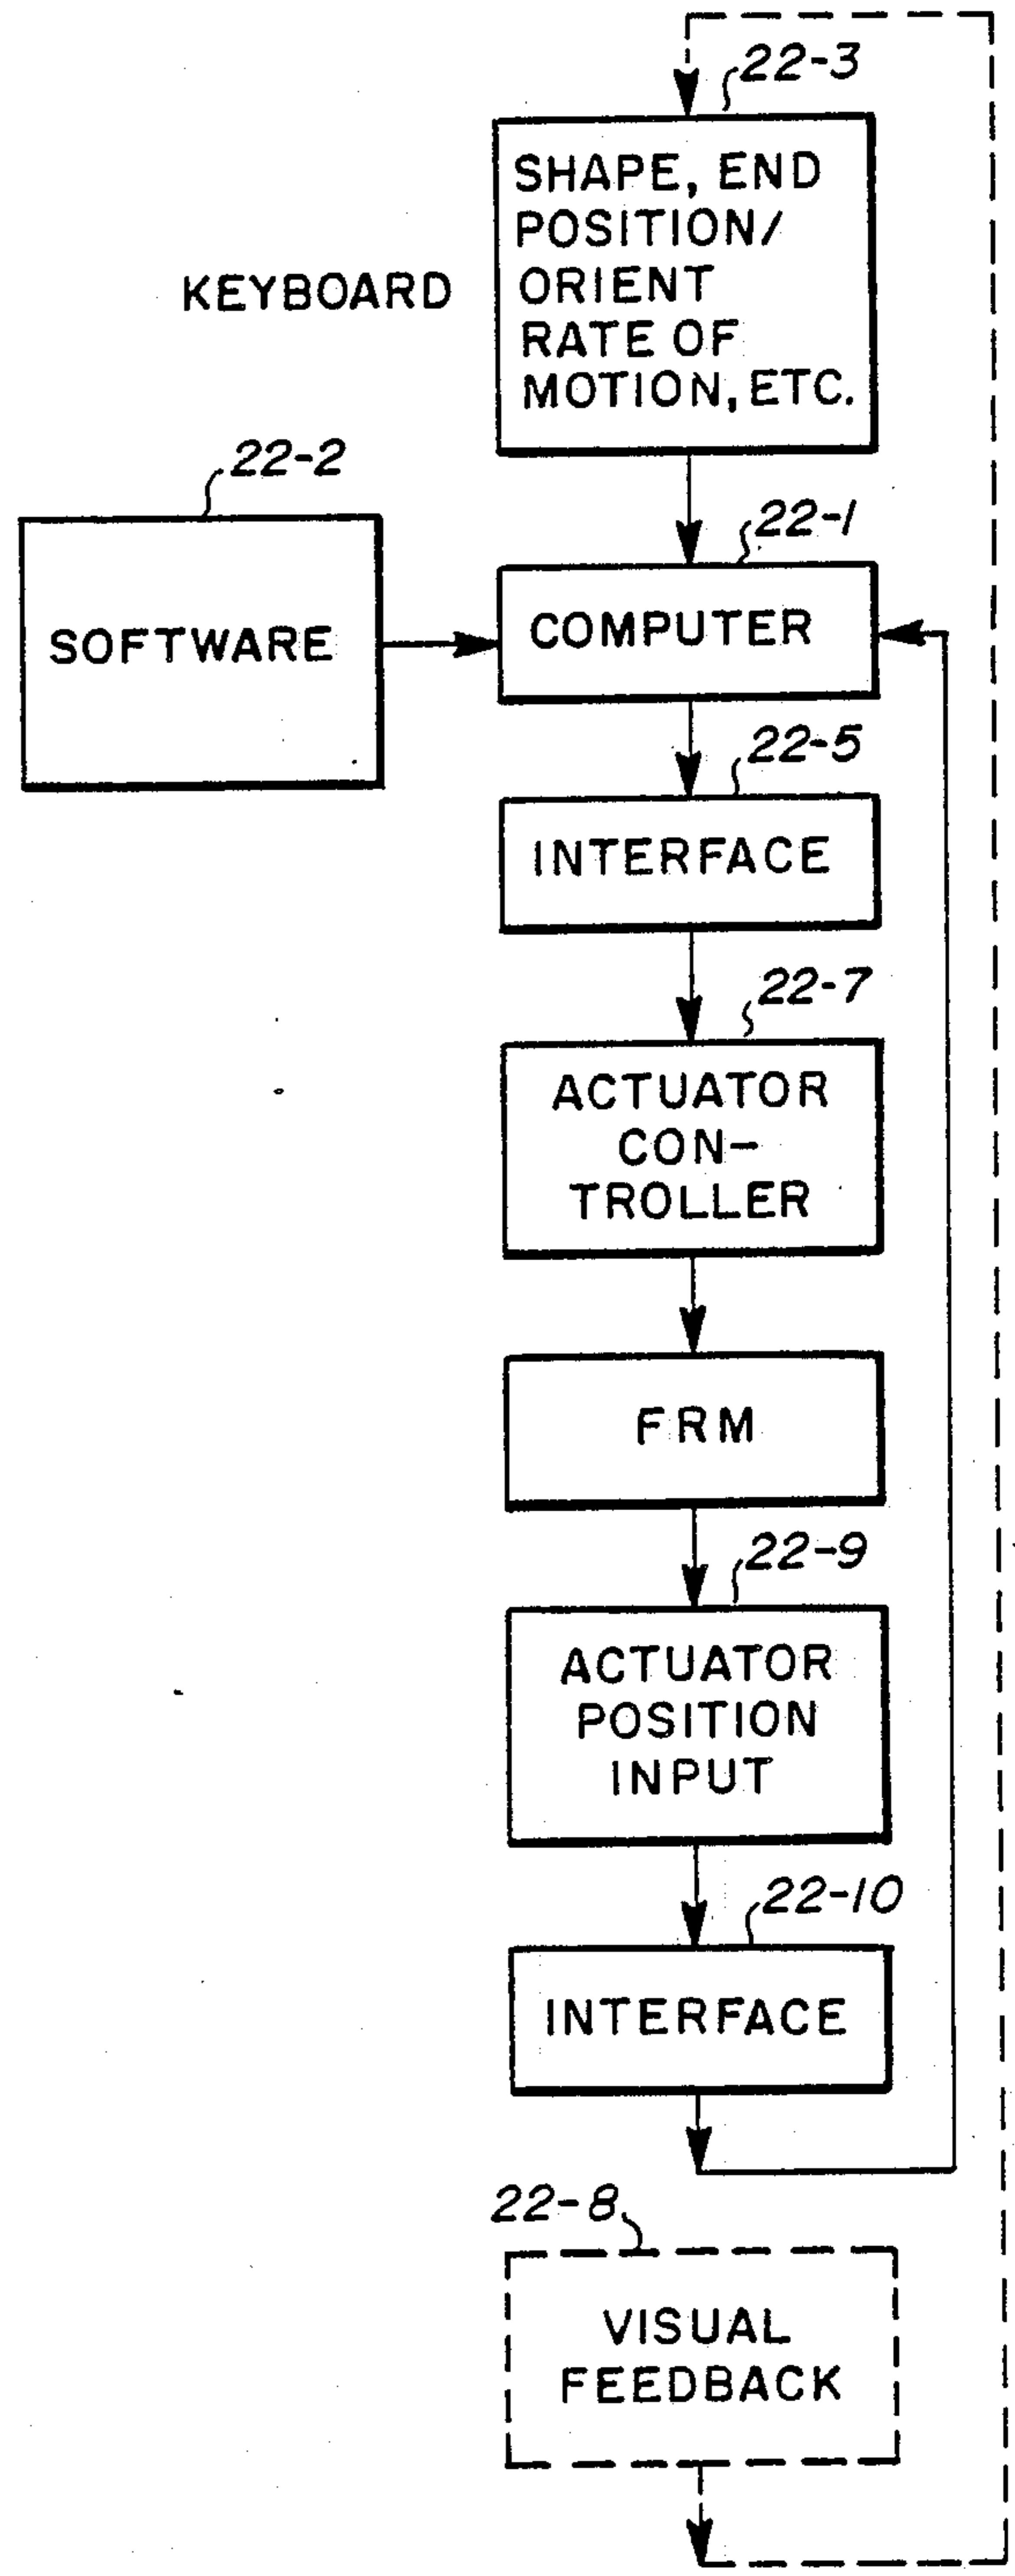 22-3
SHAPE, END
POSITION/
ORIENT
RATE OF
MOTION, ETC.
KEYBOARD
22-2
SOFTWARE
22-1
COMPUTER
22-5
INTERFACE
22-7
ACTUATOR
CON-
TROLLER
FRM
22-9
ACTUATOR
POSITION
INPUT
22-10
INTERFACE
22-8
VISUAL
FEEDBACK